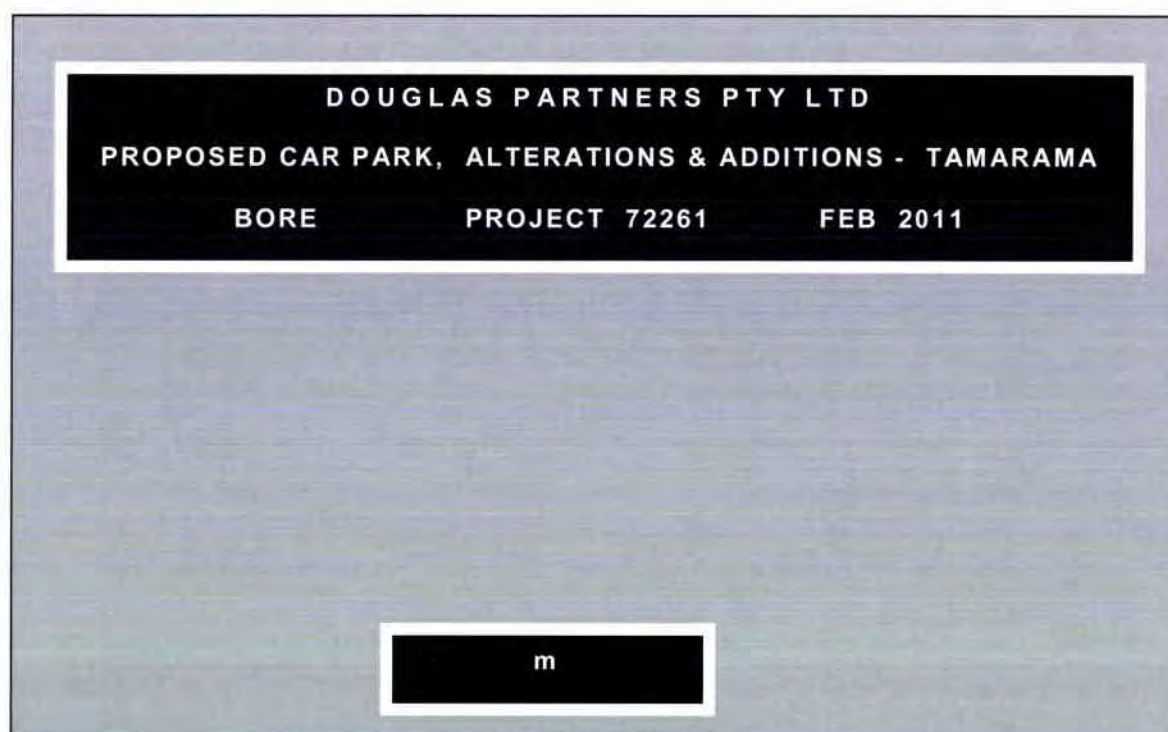 DOUGLAS PARTNERS PTY LTD
PROPOSED CAR PARK, ALTERATIONS & ADDITIONS - TAMARAMA
BORE PROJECT 72261 FEB 2011
m